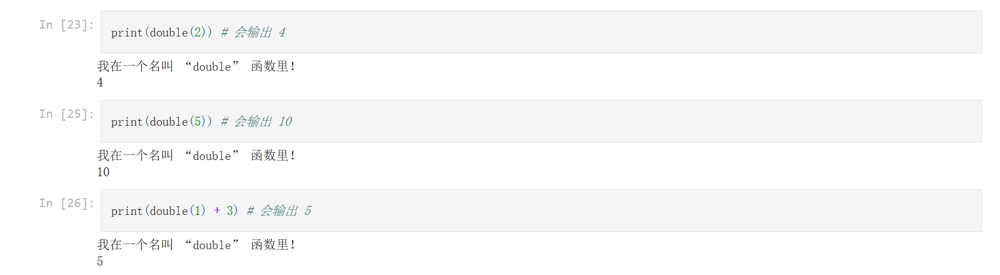 In [23]:
print(double(2)) # 会输出 4
我在一个名叫 “double” 函数里!
4
In [25]:
print(double(5)) # 会输出 10
我在一个名叫 “double” 函数里!
10
In [26]:
print(double(1) + 3) # 会输出 5
我在一个名叫 “double” 函数里!
5